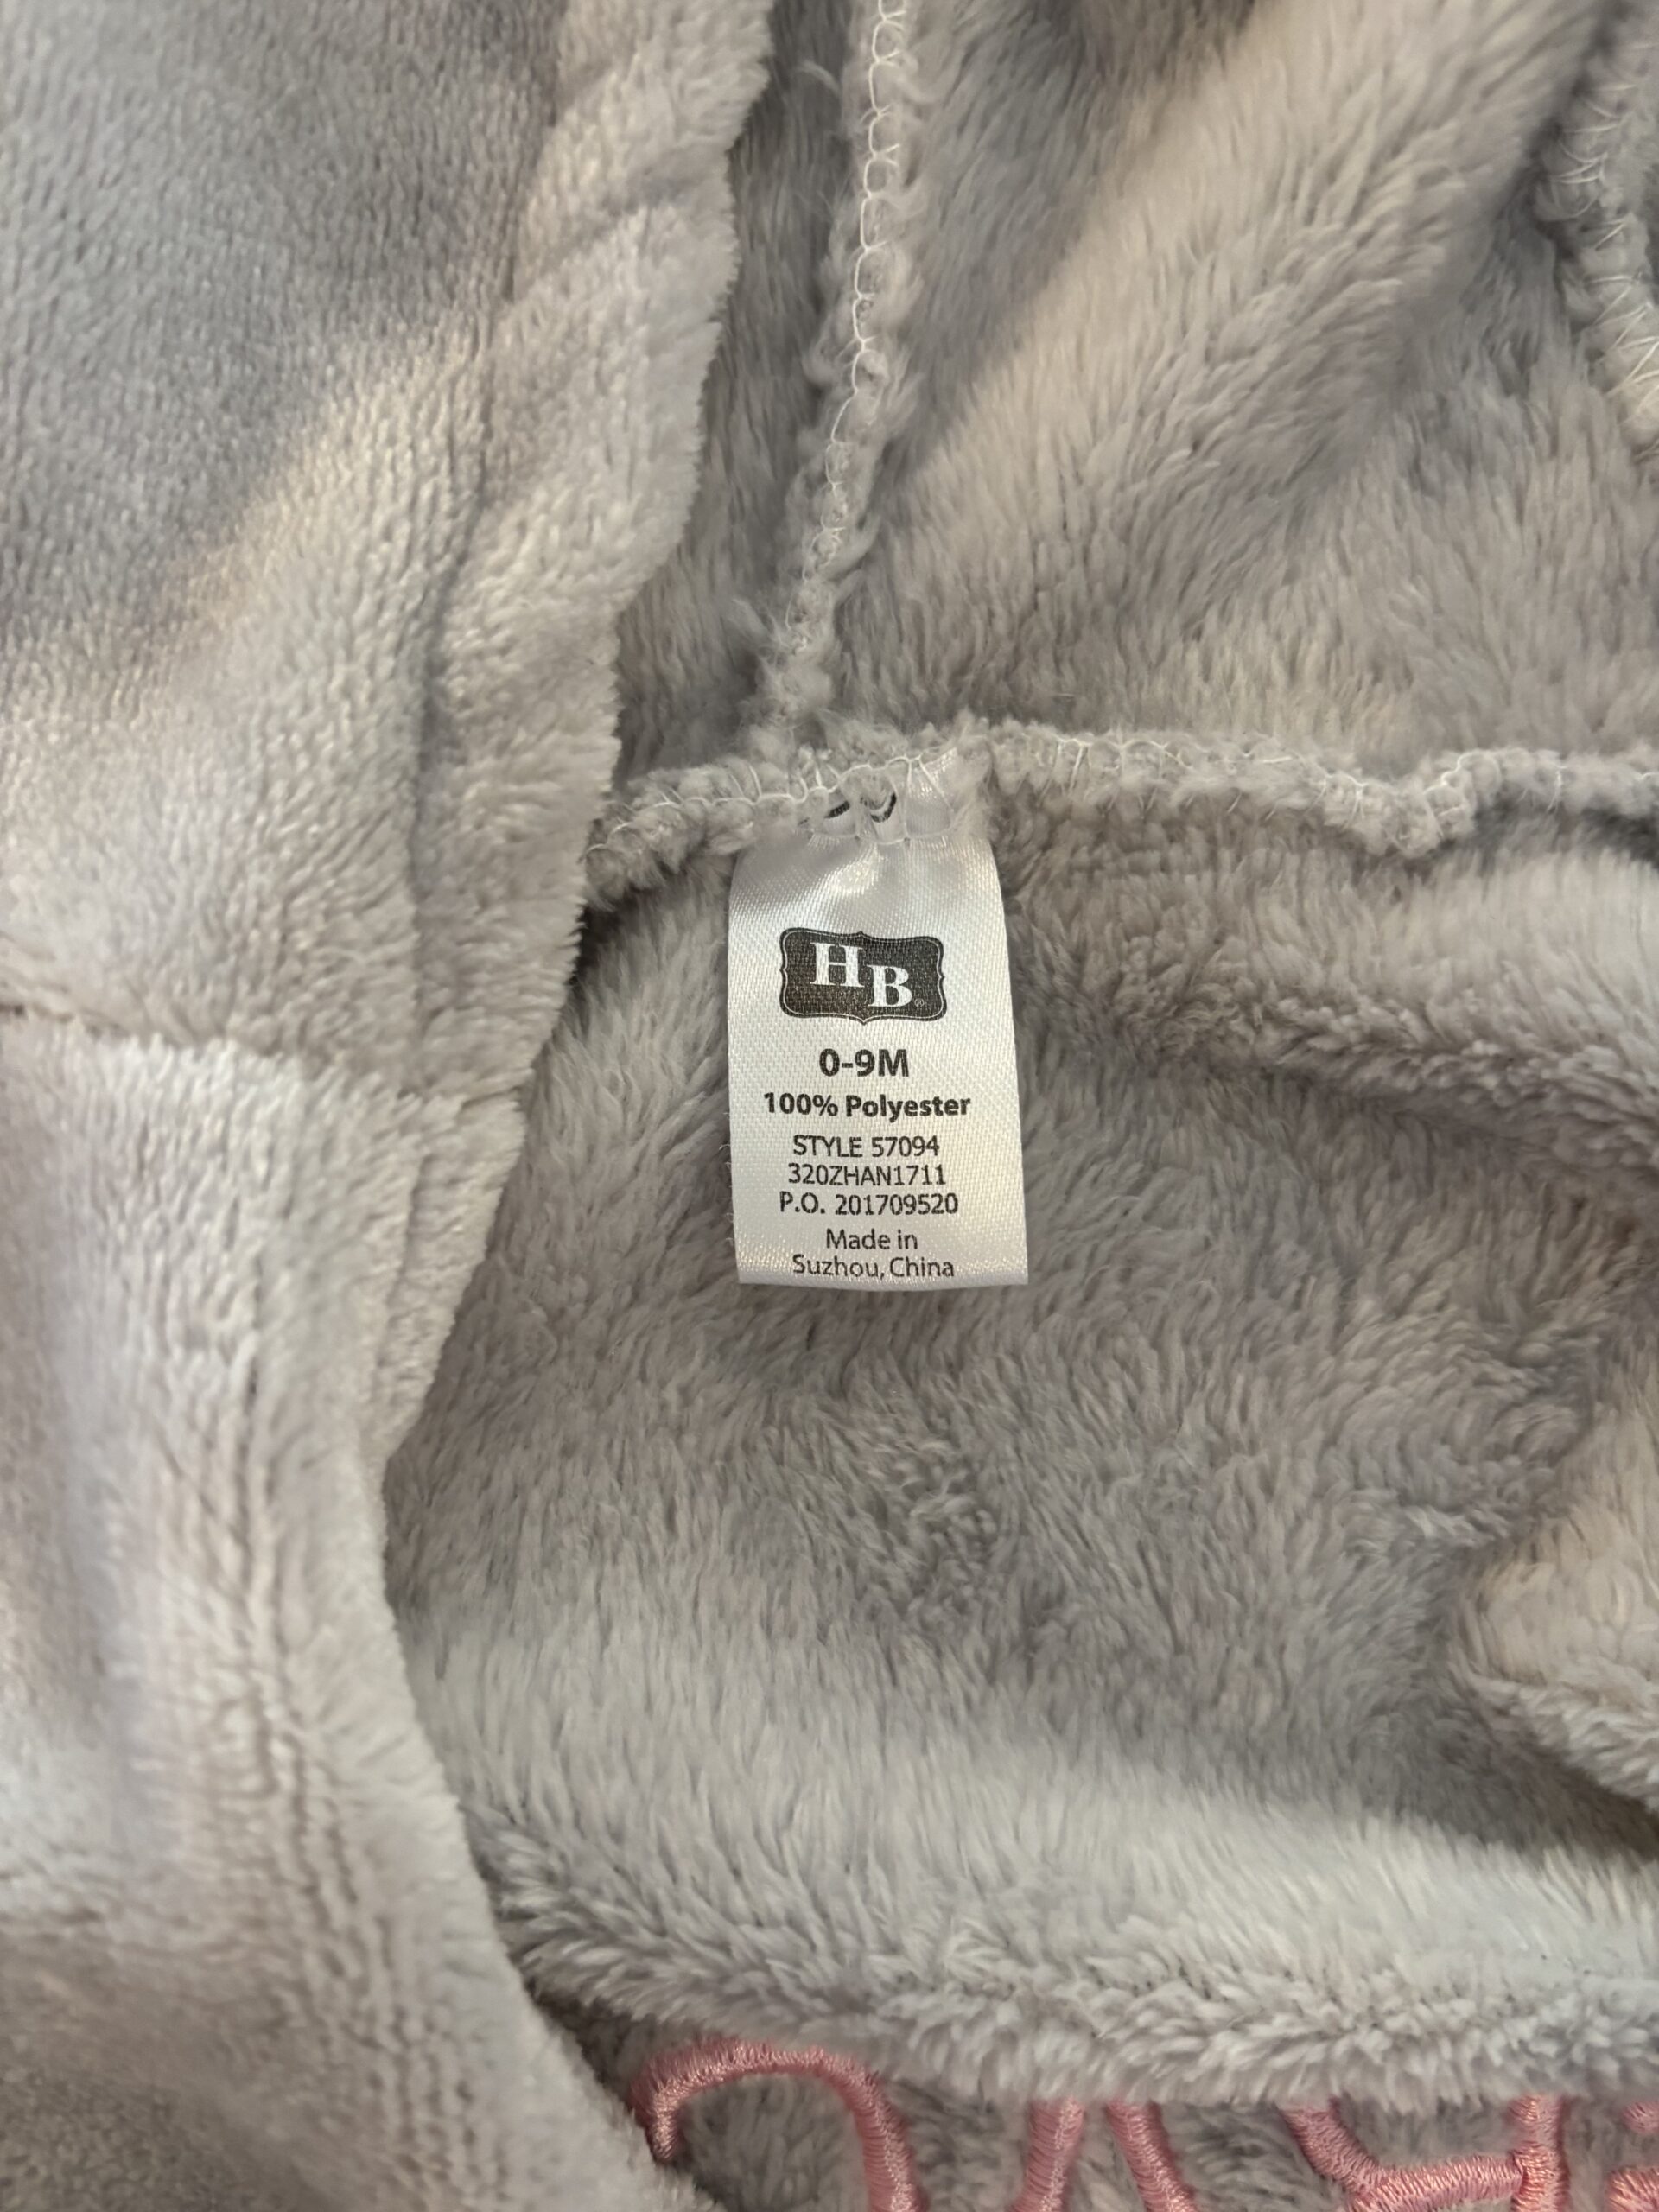 HB
0-9M
100% Polyester
STYLE 57094
320ZHAN1711
P.O. 201709520
Made in
Suzhou, China